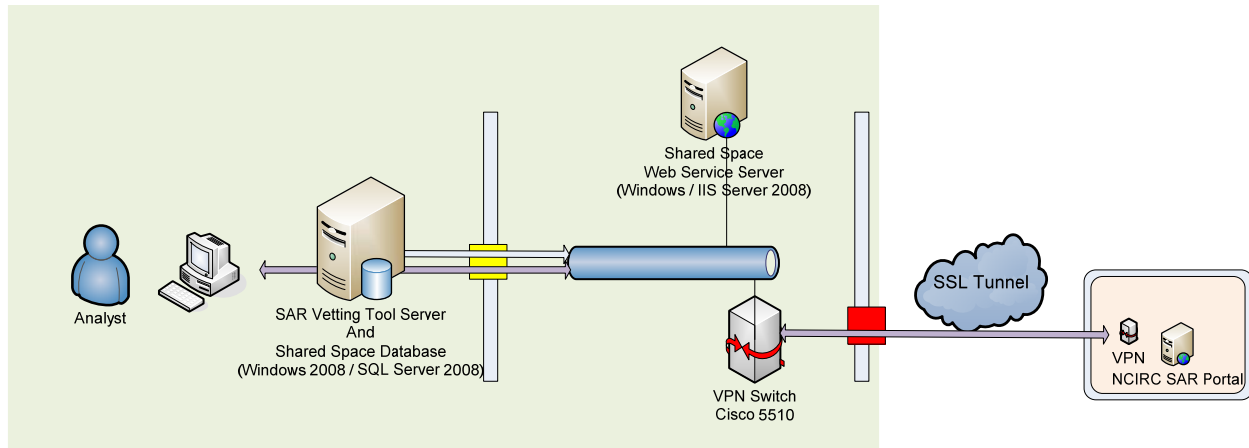 Shared Space
Web Service Server
(Windows / IIS Server 2008)
Analyst
SAR Vetting Tool Server
And
Shared Space Database
(Windows 2008 / SQL Server 2008)
VPN Switch
Cisco 5510
SSL Tunnel
VPN
NCIRC SAR Portal